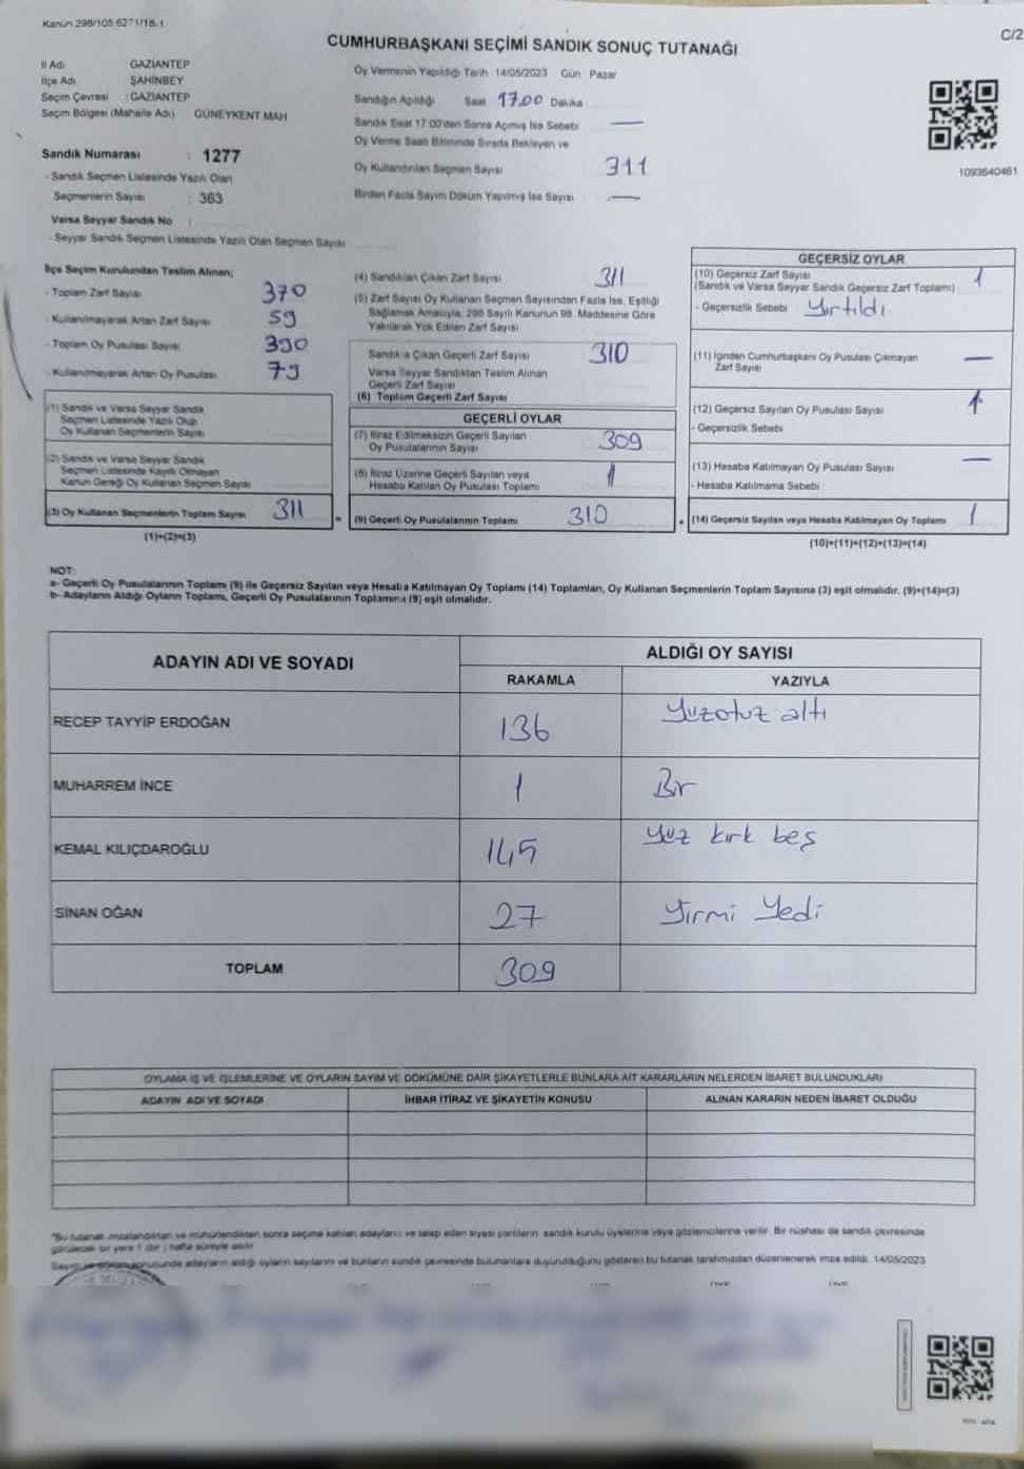 Kanun 298/105 6271/18-1
C/2
CUMHURBAŞKANI SEÇİMİ SANDIK SONUÇ TUTANAĞI
İl Adı GAZİANTEP
İlçe Adı ŞAHİNBEY
Seçim Çevresi : GAZİANTEP
Seçim Bölgesi (Mahalle Adı) GÜNEYKENT MAH
Sandık Numarası : 1277
- Sandık Seçmen Listesinde Yazılı Olan
Seçmenlerin Sayısı : 363
Varsa Seyyar Sandık No :
- Seyyar Sandık Seçmen Listesinde Yazılı Olan Seçmen Sayısı
Oy Vermenin Yapıldığı Tarih 14/05/2023 Gün Pazar
Sandığın Açıldığı Saat 17.00 Dakika
Sandık Saat 17:00'den Sonra Açılmış İse Sebebi —
Oy Verme Saati Bitiminde Sırada Bekleyen ve
Oy Kullandırılan Seçmen Sayısı 311
Birden Fazla Sayım Döküm Yapılmış İse Sayısı —
1093640461
İlçe Seçim Kurulundan Teslim Alınan;
- Toplam Zarf Sayısı 370
- Kullanılmayarak Artan Zarf Sayısı 59
- Toplam Oy Pusulası Sayısı 390
- Kullanılmayarak Artan Oy Pusulası 79
(1) Sandık ve Varsa Seyyar Sandık
Seçmen Listesinde Yazılı Olup
Oy Kullanan Seçmenlerin Sayısı
(2) Sandık ve Varsa Seyyar Sandık
Seçmen Listesinde Kayıtlı Olmayan
Kanun Gereği Oy Kullanan Seçmen Sayısı
(3) Oy Kullanan Seçmenlerin Toplam Sayısı 311
(1)+(2)=(3)
(4) Sandıktan Çıkan Zarf Sayısı 311
(5) Zarf Sayısı Oy Kullanan Seçmen Sayısından Fazla İse, Eşitliği
Sağlamak Amacıyla, 298 Sayılı Kanunun 98. Maddesine Göre
Yakılarak Yok Edilen Zarf Sayısı
Sandıkta Çıkan Geçerli Zarf Sayısı 310
Varsa Seyyar Sandıktan Teslim Alınan
Geçerli Zarf Sayısı
(6) Toplam Geçerli Zarf Sayısı
GEÇERLİ OYLAR
(7) İtiraz Edilmeksizin Geçerli Sayılan
Oy Pusulalarının Sayısı 309
(8) İtiraz Üzerine Geçerli Sayılan veya
Hesaba Katılan Oy Pusulası Toplamı 1
= (9) Geçerli Oy Pusulalarının Toplamı 310
GEÇERSİZ OYLAR
(10) Geçersiz Zarf Sayısı 1
(Sandık ve Varsa Seyyar Sandık Geçersiz Zarf Toplamı)
- Geçersizlik Sebebi : Yırtıldı
(11) İçinden Cumhurbaşkanı Oy Pusulası Çıkmayan
Zarf Sayısı —
(12) Geçersiz Sayılan Oy Pusulası Sayısı 1
- Geçersizlik Sebebi
(13) Hesaba Katılmayan Oy Pusulası Sayısı —
- Hesaba Katılmama Sebebi :
+ (14) Geçersiz Sayılan veya Hesaba Katılmayan Oy Toplamı 1
(10)+(11)+(12)+(13)=(14)
NOT:
a- Geçerli Oy Pusulalarının Toplamı (9) ile Geçersiz Sayılan veya Hesaba Katılmayan Oy Toplamı (14) Toplamları, Oy Kullanan Seçmenlerin Toplam Sayısına (3) eşit olmalıdır. (9)+(14)=(3)
b- Adayların Aldığı Oyların Toplamı, Geçerli Oy Pusulalarının Toplamına (9) eşit olmalıdır.
ADAYIN ADI VE SOYADI
ALDIĞI OY SAYISI
RAKAMLA YAZIYLA
RECEP TAYYİP ERDOĞAN 136 Yüzotuz altı
MUHARREM İNCE 1 Bir
KEMAL KILIÇDAROĞLU 145 Yüz kırk beş
SİNAN OĞAN 27 Yirmi Yedi
TOPLAM 309
OYLAMA İŞ VE İŞLEMLERİNE VE OYLARIN SAYIM VE DÖKÜMÜNE DAİR ŞİKAYETLERLE BUNLARA AİT KARARLARIN NELERDEN İBARET BULUNDUKLARI
ADAYIN ADI VE SOYADI İHBAR İTİRAZ VE ŞİKAYETİN KONUSU ALINAN KARARIN NEDEN İBARET OLDUĞU
"Bu tutanak imzalandıktan ve mühürlendikten sonra seçime katılan adayların ve talep eden siyasi partilerin sandık kurulu üyelerine veya gözlemcilerine verilir. Bir nüshası da sandık çevresinde
görülecek bir yere 1 (bir) hafta süreyle asılır
sonunda adayların aldığı oyların sayılarını ve bunların sandık çevresinde bulunanlara duyurulduğunu gösteren bu tutanak tarafımızdan düzenlenerek imza edildi. 14/05/2023